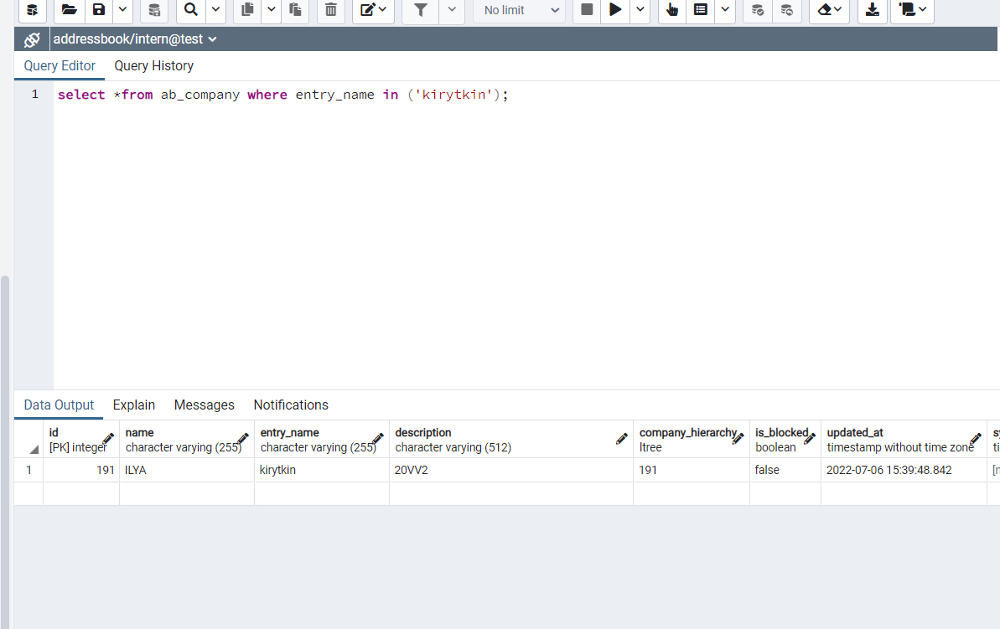 No limit
addressbook/intern@test
Query Editor Query History
1 select *from ab_company where entry_name in ('kirytkin');
Data Output Explain Messages Notifications
id name entry_name description company_hierarchy is_blocked updated_at
[PK] integer character varying (255) character varying (255) character varying (512) ltree boolean timestamp without time zone
1 191 ILYA kirytkin 20VV2 191 false 2022-07-06 15:39:48.842